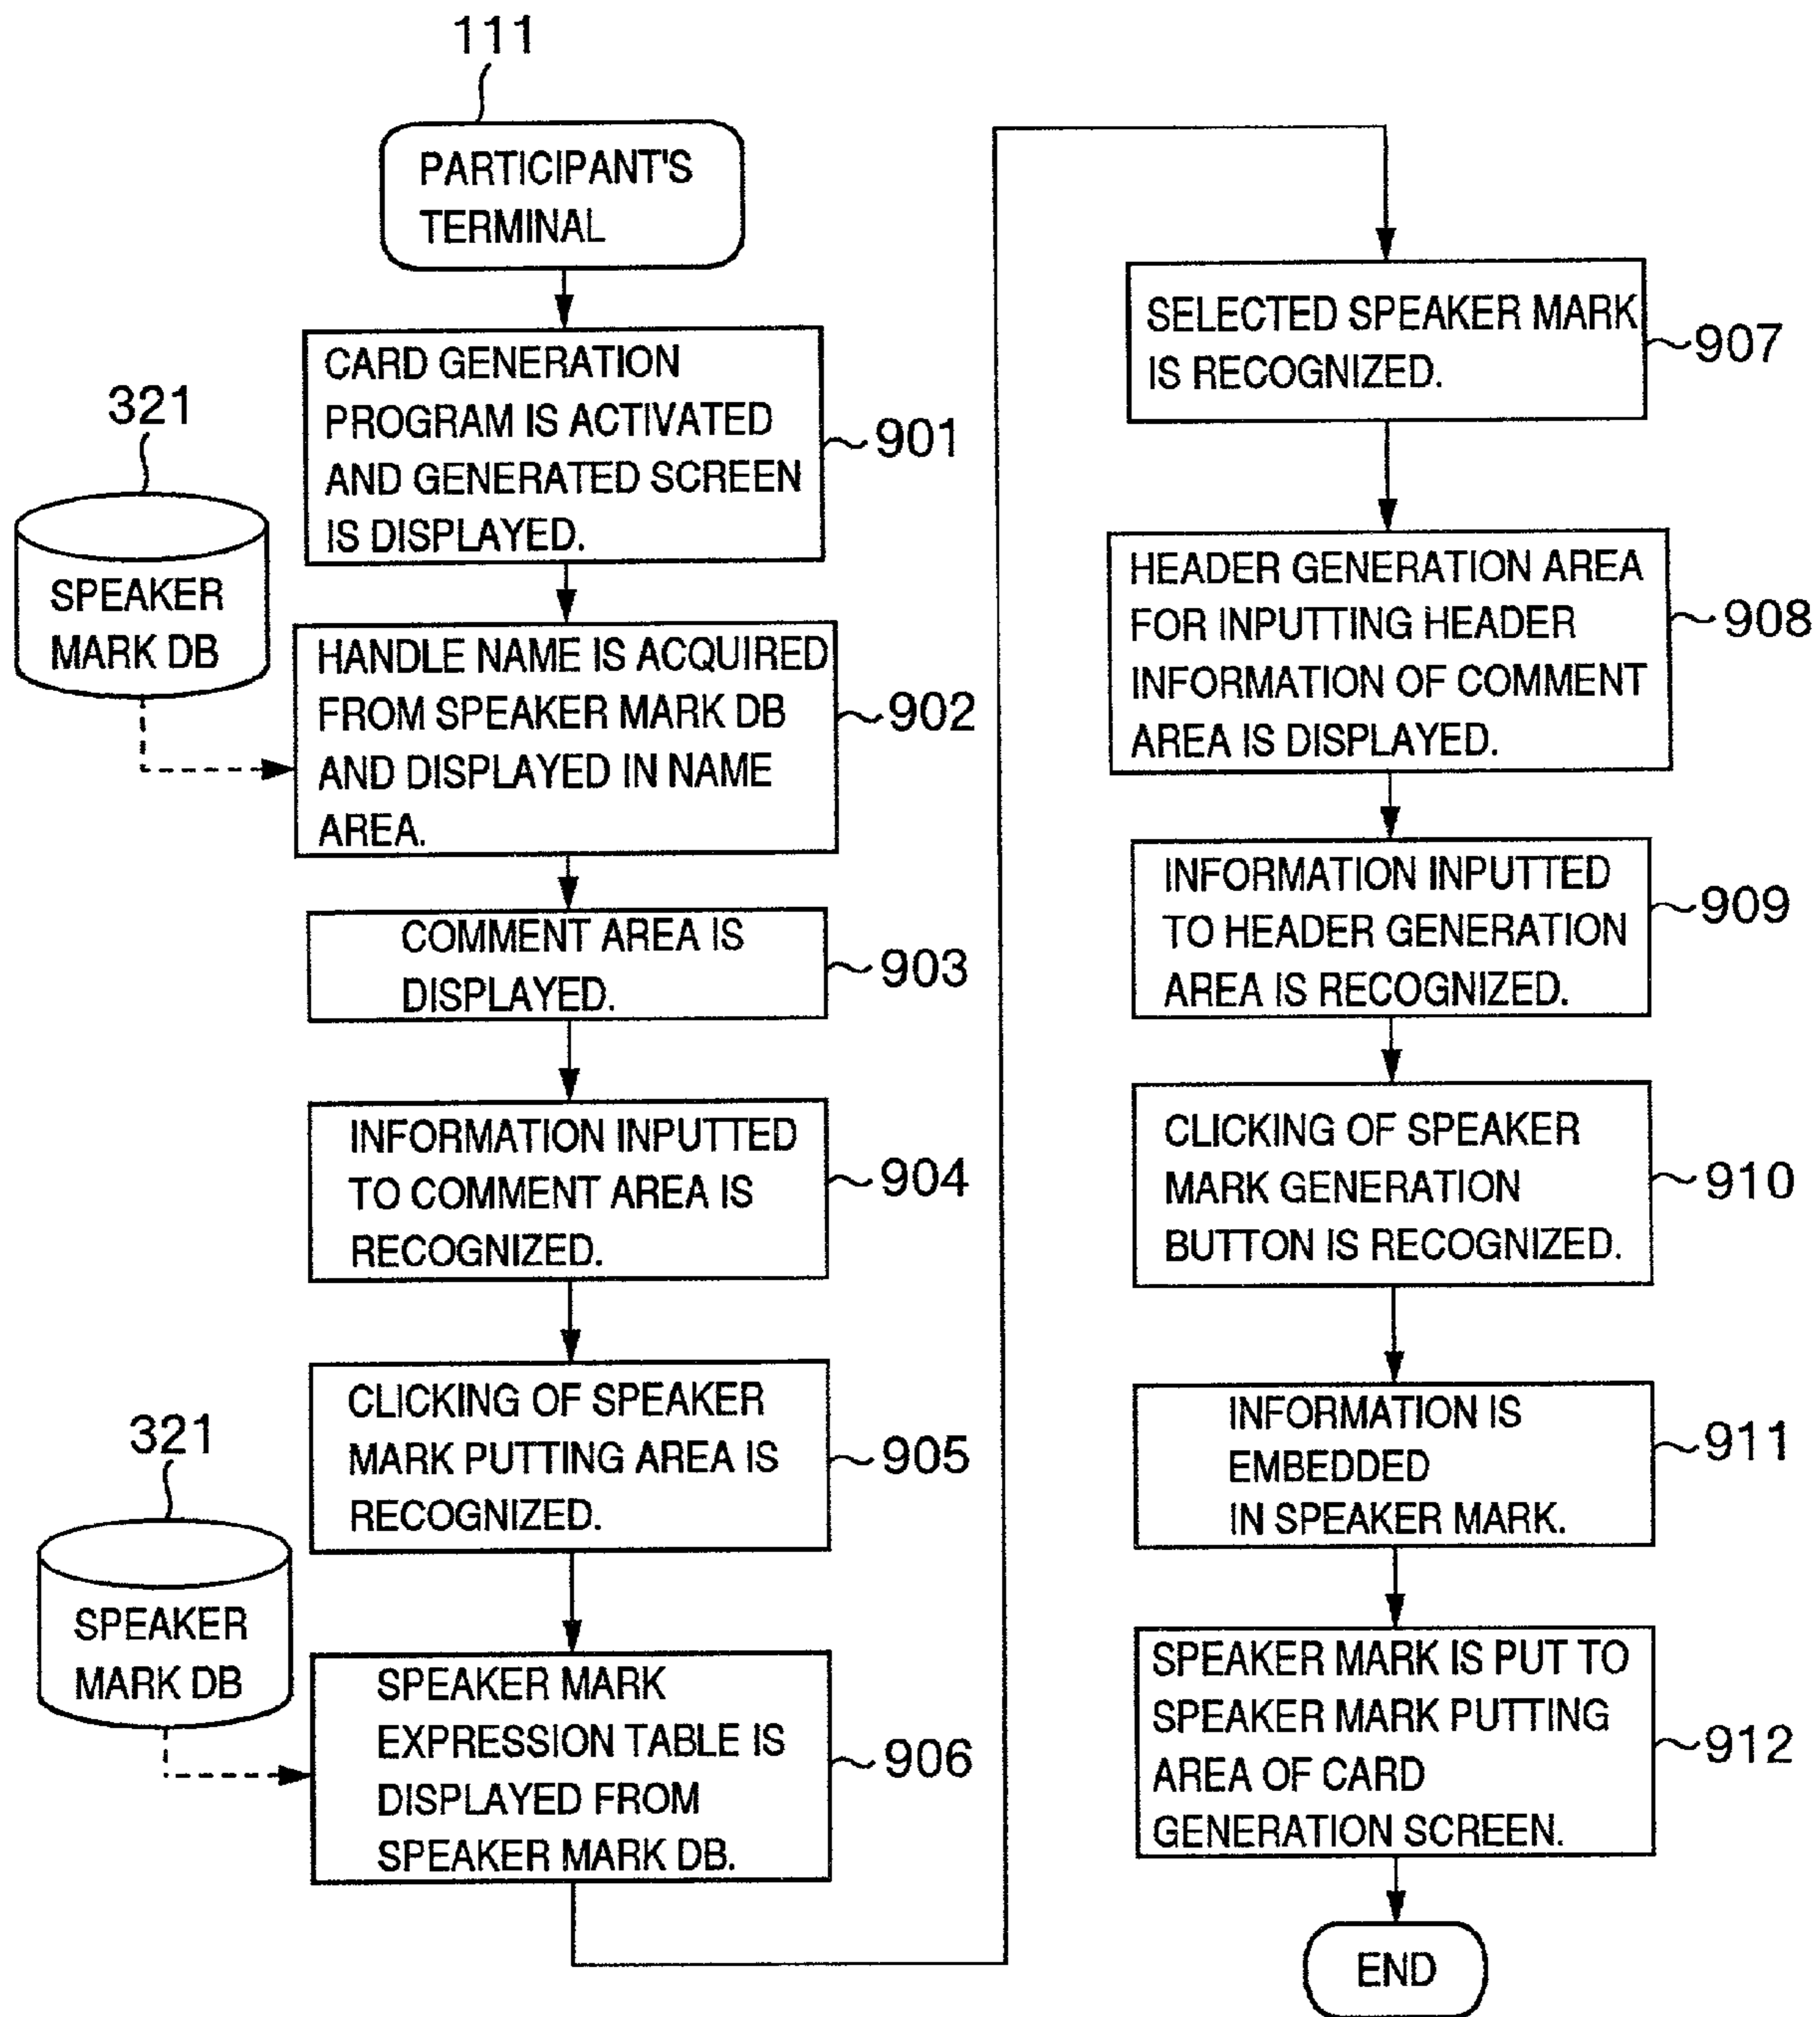 111
PARTICIPANT'S
TERMINAL
CARD GENERATION
PROGRAM IS ACTIVATED
AND GENERATED SCREEN
IS DISPLAYED.
901
321
SPEAKER
MARK DB
HANDLE NAME IS ACQUIRED
FROM SPEAKER MARK DB
AND DISPLAYED IN NAME
AREA.
902
COMMENT AREA IS
DISPLAYED.
903
INFORMATION INPUTTED
TO COMMENT AREA IS
RECOGNIZED.
904
CLICKING OF SPEAKER
MARK PUTTING AREA IS
RECOGNIZED.
905
321
SPEAKER
MARK DB
SPEAKER MARK
EXPRESSION TABLE IS
DISPLAYED FROM
SPEAKER MARK DB.
906
SELECTED SPEAKER MARK
IS RECOGNIZED.
907
HEADER GENERATION AREA
FOR INPUTTING HEADER
INFORMATION OF COMMENT
AREA IS DISPLAYED.
908
INFORMATION INPUTTED
TO HEADER GENERATION
AREA IS RECOGNIZED.
909
CLICKING OF SPEAKER
MARK GENERATION
BUTTON IS RECOGNIZED.
910
INFORMATION IS
EMBEDDED
IN SPEAKER MARK.
911
SPEAKER MARK IS PUT TO
SPEAKER MARK PUTTING
AREA OF CARD
GENERATION SCREEN.
912
END